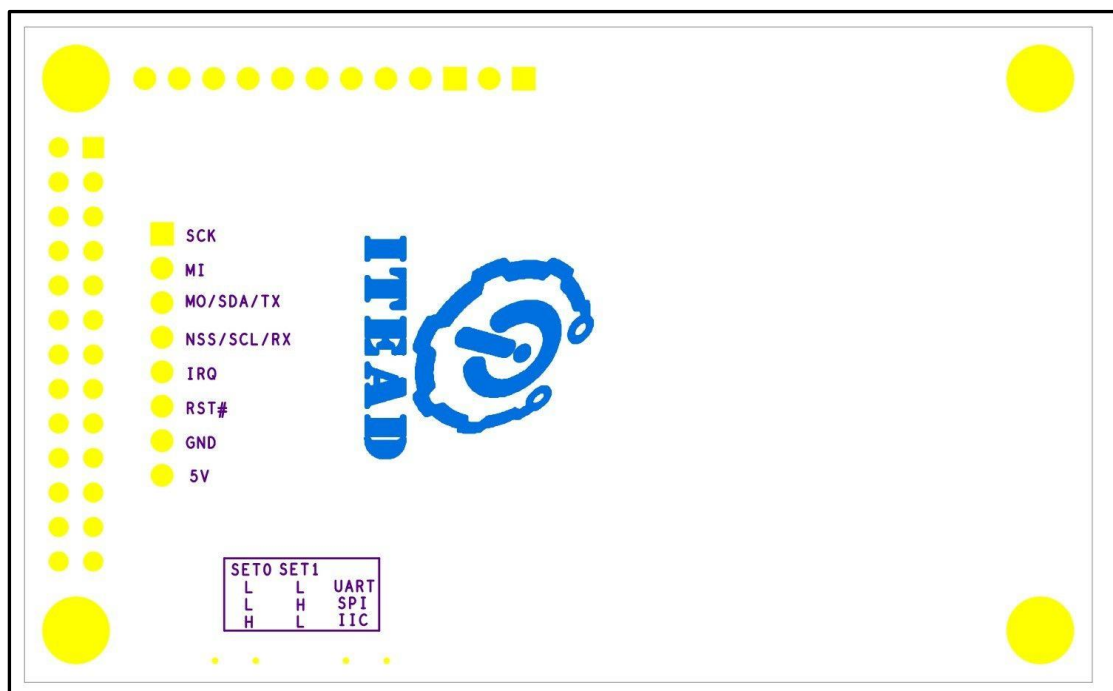 SCK
MI
MO/SDA/TX
NSS/SCL/RX
IRQ
RST#
GND
5V
ITEAD
SET0 SET1
L L UART
L H SPI
H L IIC